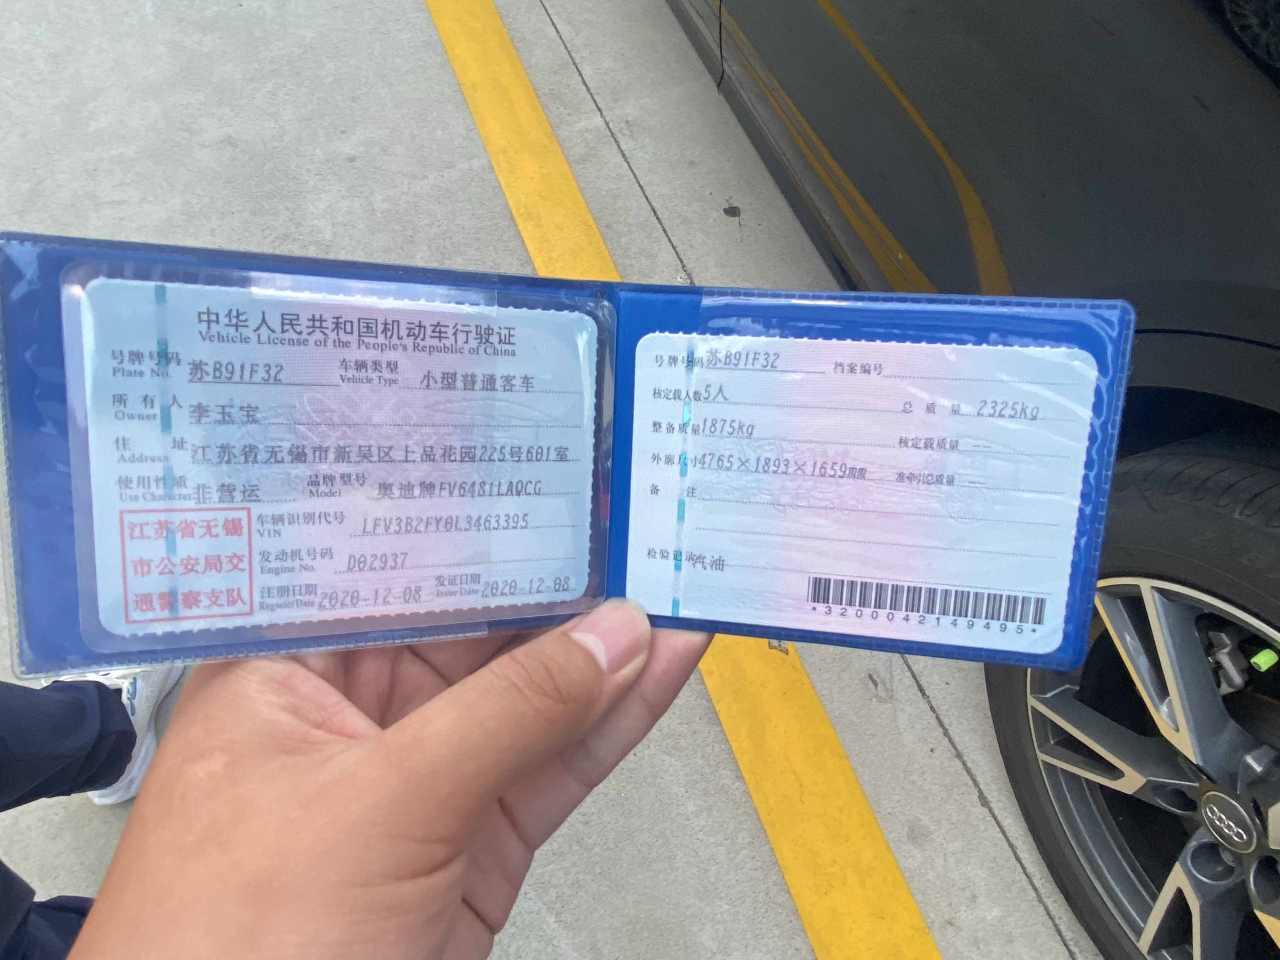 中华人民共和国机动车行驶证
Vehicle License of the People's Republic of China
号牌号码 苏B91F32 车辆类型 小型普通客车
Plate No. Vehicle Type
所有人 李玉宝
Owner
住址 江苏省无锡市新吴区上品花园225号601室
Address
使用性质 非营运 品牌型号 奥迪牌FV6481LAQCG
Use Character Model
江苏省无锡
市公安局交
通警察支队
车辆识别代号 LFV3B2FY0L3463395
VIN
发动机号码 D02937
Engine No.
注册日期 2020-12-08 发证日期 2020-12-08
Register Date Issue Date
号牌号码 苏B91F32 档案编号
核定载人数 5人 总质量 2325kg
整备质量 1875kg 核定载质量 --
外廓尺寸 4765×1893×1659 准牵引总质量 --
备注
检验记录 汽油
*3200042149495*